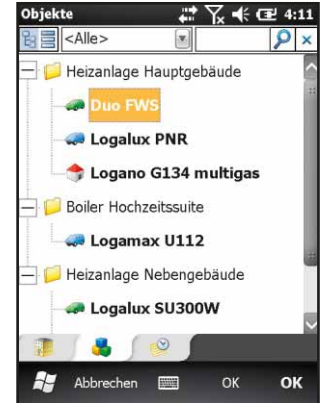 Objekte 4:11
<Alle>
Heizanlage Hauptgebäude
Duo FWS
Logalux PNR
Logano G134 multigas
Boiler Hochzeitssuite
Logamax U112
Heizanlage Nebengebäude
Logalux SU300W
Abbrechen OK OK